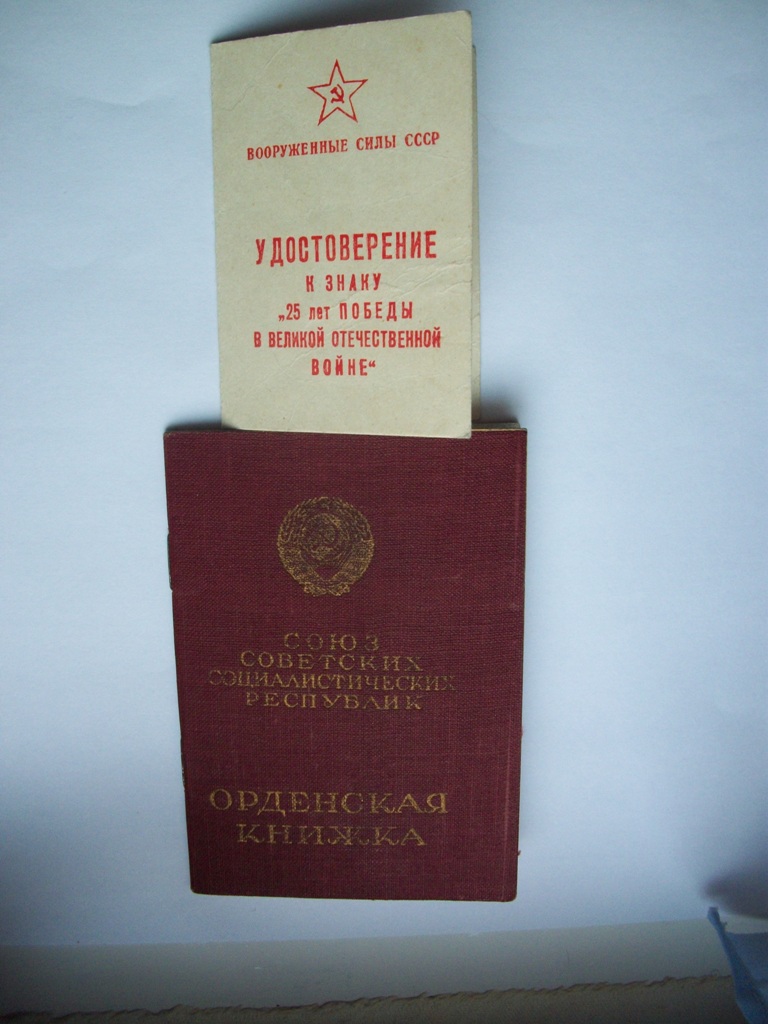 ВООРУЖЕННЫЕ СИЛЫ СССР
УДОСТОВЕРЕНИЕ
К ЗНАКУ
„25 лет ПОБЕДЫ
В ВЕЛИКОЙ ОТЕЧЕСТВЕННОЙ
ВОЙНЕ“
СОЮЗ
СОВЕТСКИХ
СОЦИАЛИСТИЧЕСКИХ
РЕСПУБЛИК
ОРДЕНСКАЯ
КНИЖКА